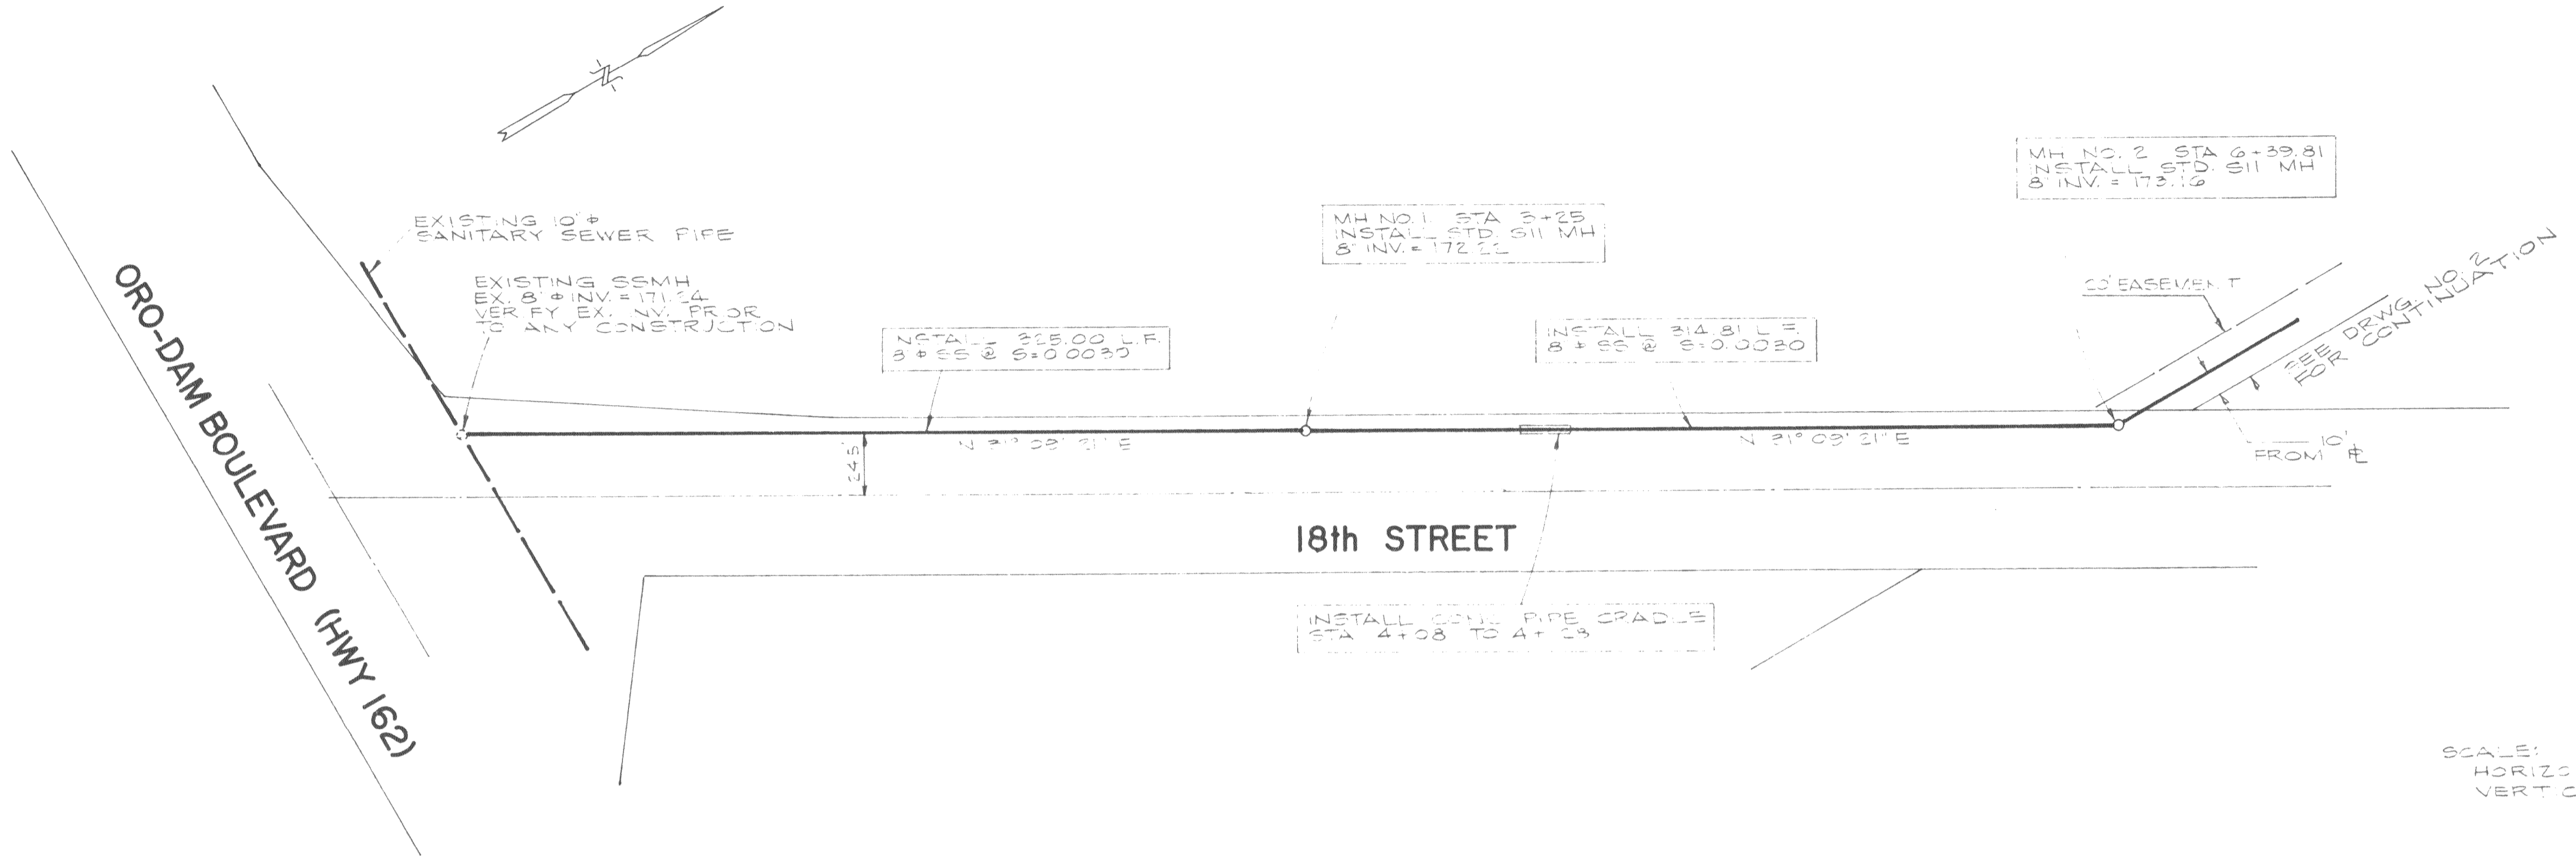 EXISTING 10" ⌀
SANITARY SEWER PIPE
EXISTING SSMH
EX. 8" ⌀ INV. = 171.24
VERIFY EX. INV. PRIOR
TO ANY CONSTRUCTION
ORO-DAM BOULEVARD (HWY 162)
INSTALL 325.00 L.F.
8" ⌀ SS @ S=0.0030
MH NO. 1 STA 3+25
INSTALL STD. S11 MH
8" INV. = 172.22
INSTALL 314.81 L.F.
8" ⌀ SS @ S=0.0030
MH NO. 2 STA 6+39.81
INSTALL STD. S11 MH
8" INV. = 173.16
20' EASEMENT
SEE DRWG. NO. 2
FOR CONTINUATION
10'
FROM ⅊
N 31° 09' 21" E
N 31° 09' 21" E
18th STREET
INSTALL CONC. PIPE CRADLE
STA 4+08 TO 4+28
SCALE:
HORIZO
VERTIC